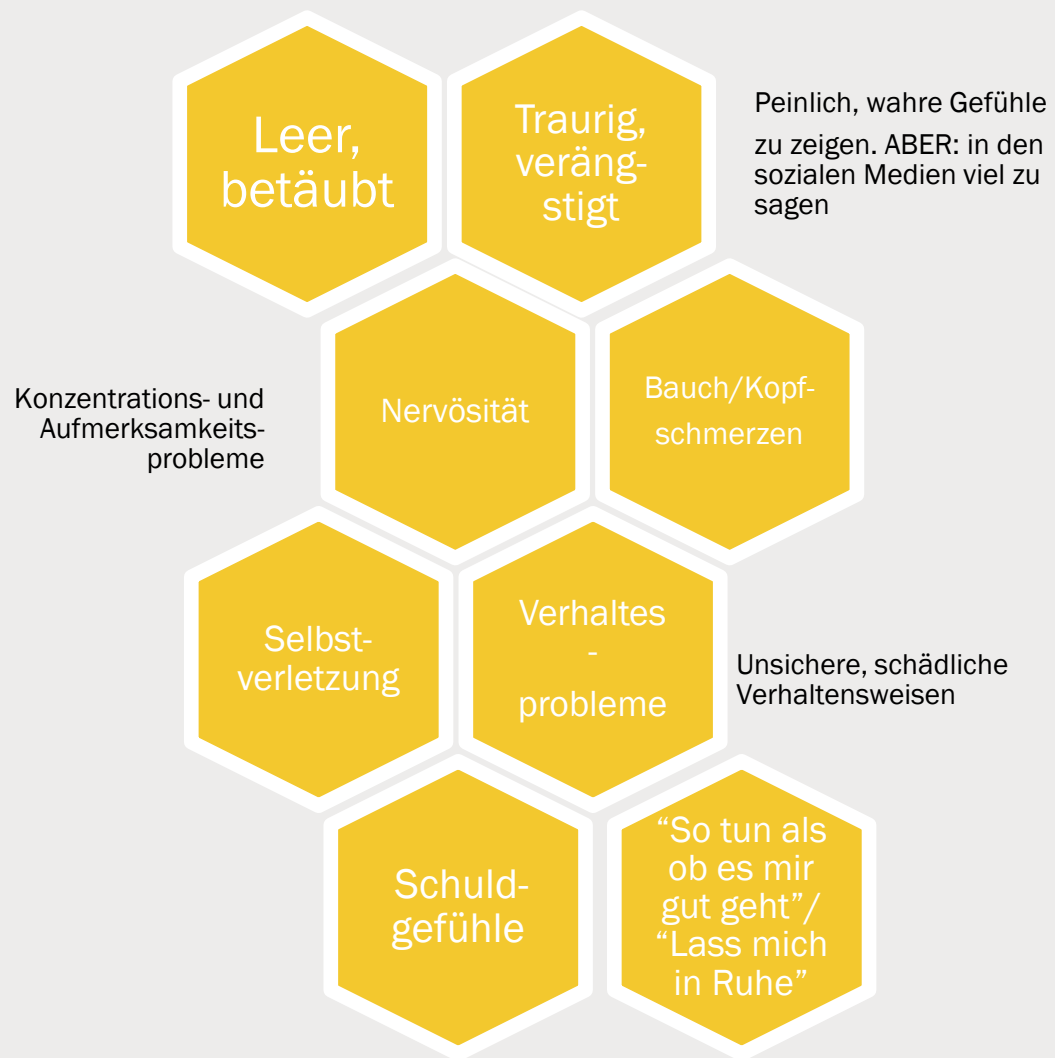 Leer,
betäubt
Traurig,
veräng-
stigt
Peinlich, wahre Gefühle
zu zeigen. ABER: in den
sozialen Medien viel zu
sagen
Konzentrations- und
Aufmerksamkeits-
probleme
Nervösität
Bauch/Kopf-
schmerzen
Selbst-
verletzung
Verhaltes
-
probleme
Unsichere, schädliche
Verhaltensweisen
Schuld-
gefühle
“So tun als
ob es mir
gut geht”/
“Lass mich
in Ruhe”